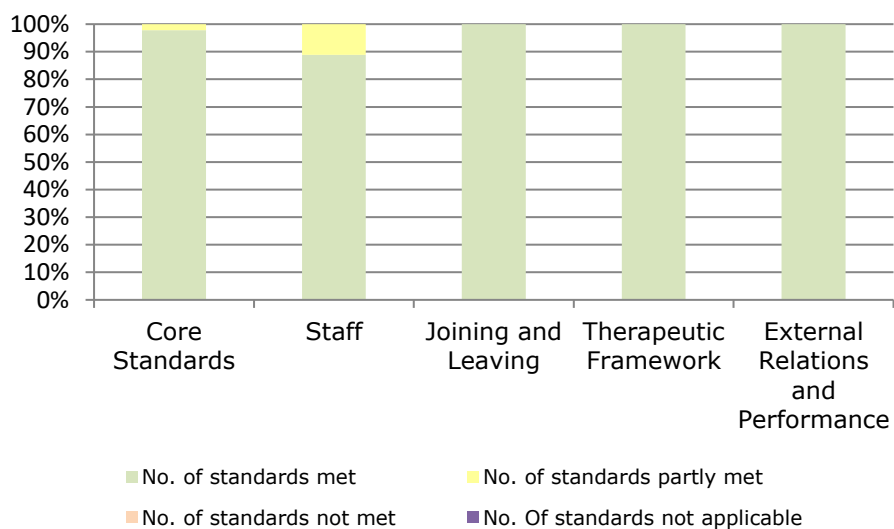 100%
90%
80%
70%
60%
50%
40%
30%
20%
10%
0%
Core
Standards
Staff
Joining and
Leaving
Therapeutic
Framework
External
Relations
and
Performance
No. of standards met
No. of standards partly met
No. of standards not met
No. Of standards not applicable